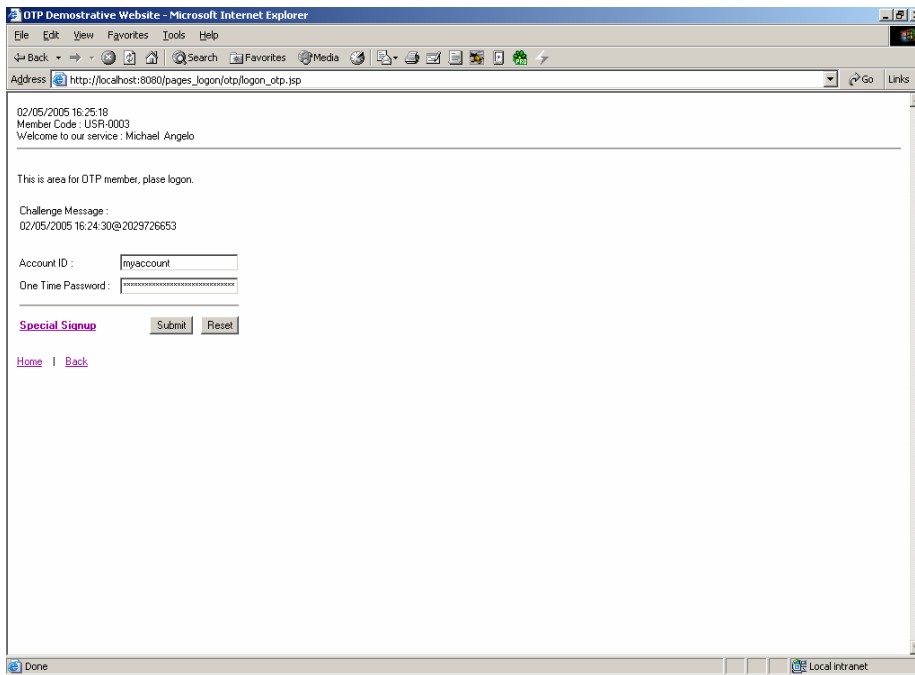 OTP Demostrative Website - Microsoft Internet Explorer
File Edit View Favorites Tools Help
Back Search Favorites Media
Address http://localhost:8080/pages_logon/otp/logon_otp.jsp Go Links
02/05/2005 16:25:18
Member Code : USR-0003
Welcome to our service : Michael Angelo
This is area for OTP member, plase logon.
Challenge Message :
02/05/2005 16:24:30@2029726653
Account ID : myaccount
One Time Password :
Special Signup Submit Reset
Home | Back
Done Local intranet